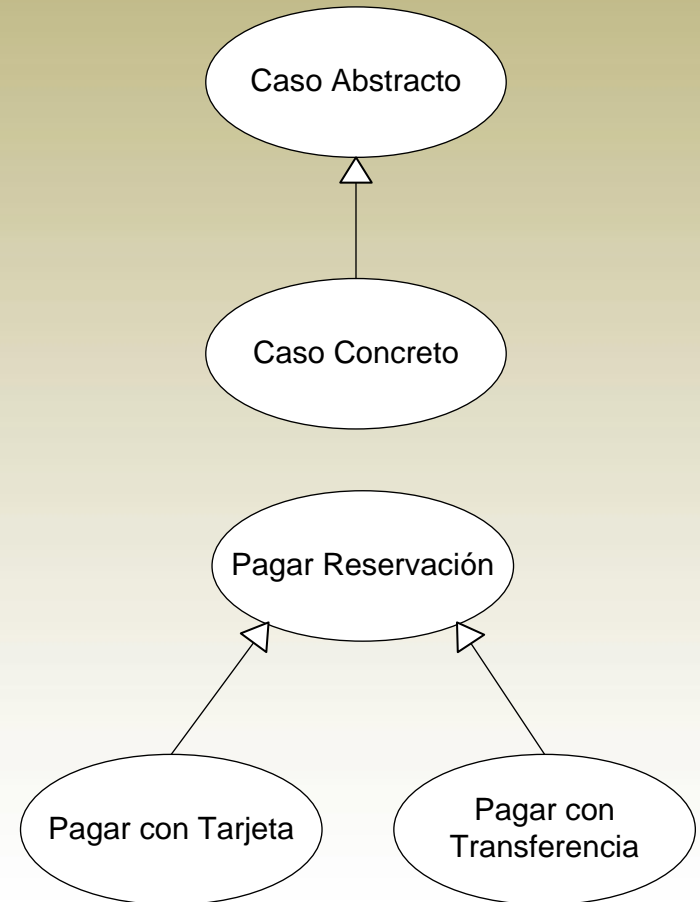 Caso Abstracto
Caso Concreto
Pagar Reservación
Pagar con Tarjeta
Pagar con
Transferencia